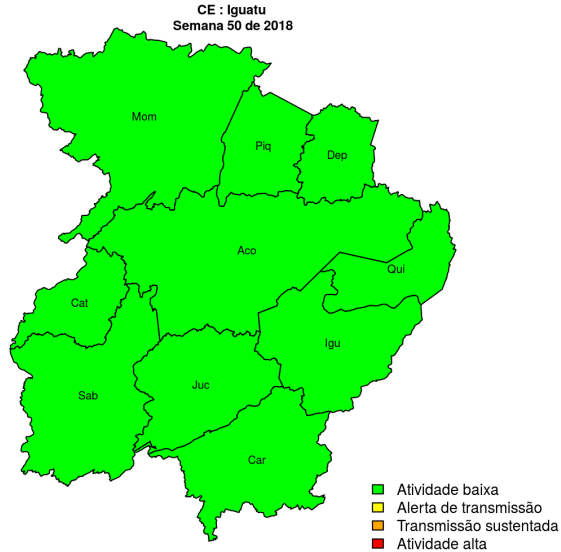 CE : Iguatu
Semana 50 de 2018
Mom
Piq
Dep
Aco
Qui
Cat
Igu
Juc
Sab
Car
Atividade baixa
Alerta de transmissão
Transmissão sustentada
Atividade alta